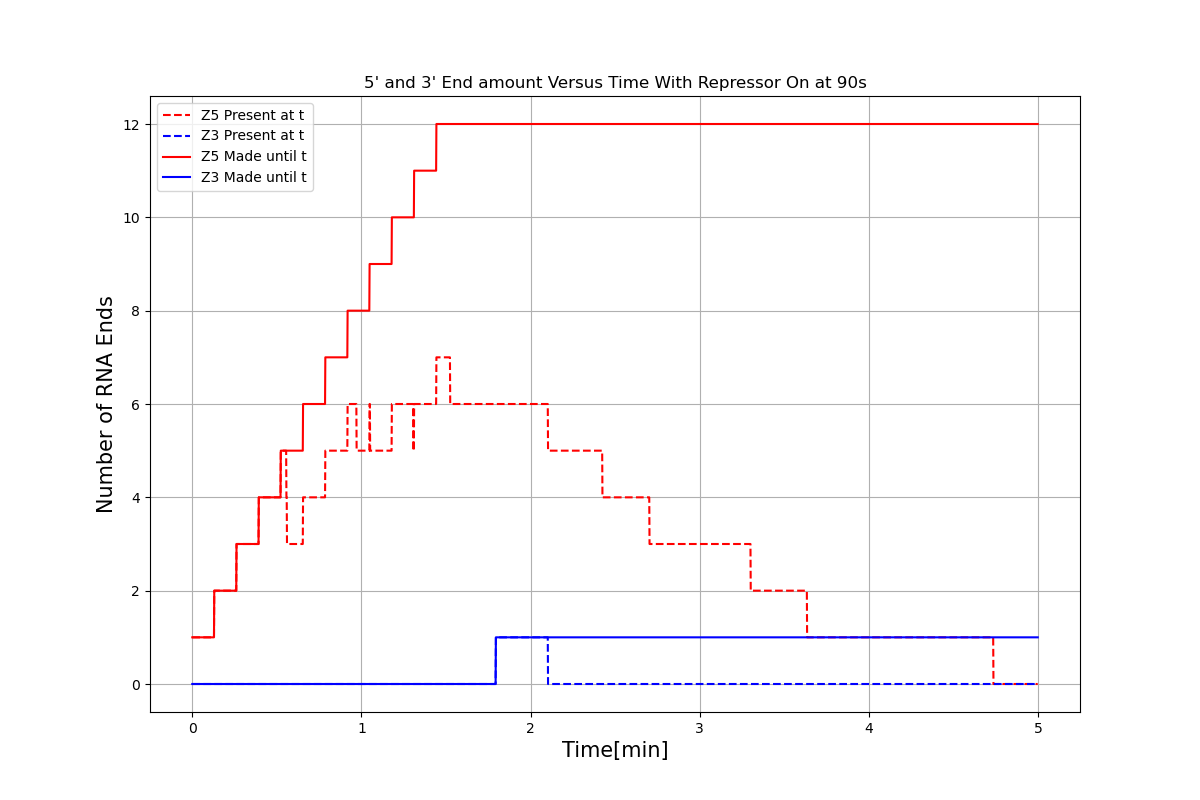 5' and 3' End amount Versus Time With Repressor On at 90s
Z5 Present at t
Z3 Present at t
Z5 Made until t
Z3 Made until t
Number of RNA Ends
12
10
8
6
4
2
0
0 1 2 3 4 5
Time[min]